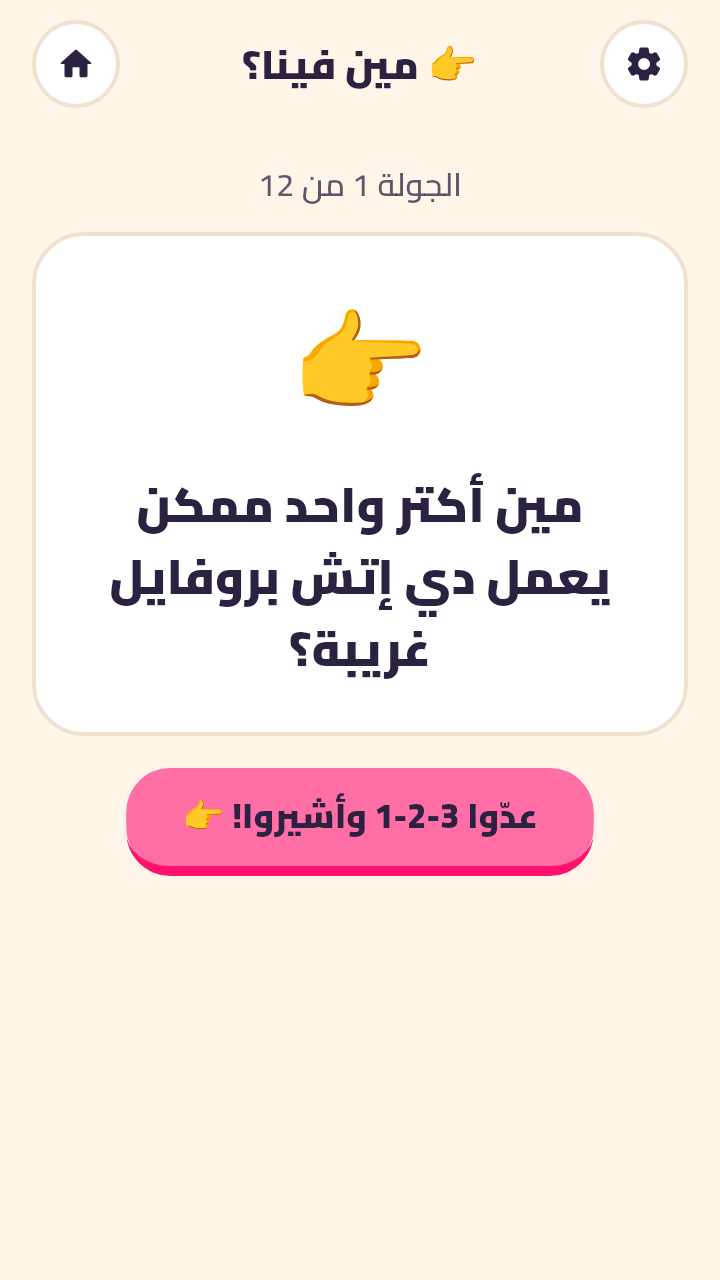 👉 مين فينا؟
الجولة 1 من 12
👉
مين أكتر واحد ممكن
يعمل دي إتش بروفايل
غريبة؟
عدّوا 3-2-1 وأشيروا! 👉